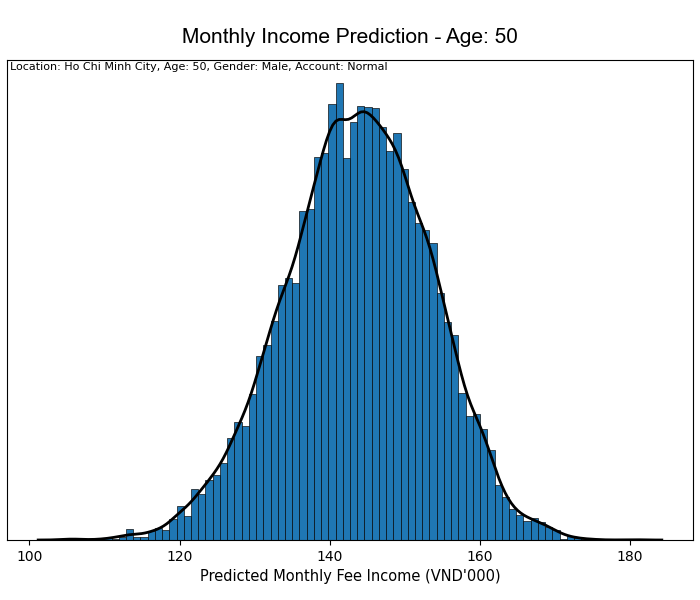 Monthly Income Prediction - Age: 50
Location: Ho Chi Minh City, Age: 50, Gender: Male, Account: Normal
100 120 140 160 180
Predicted Monthly Fee Income (VND'000)